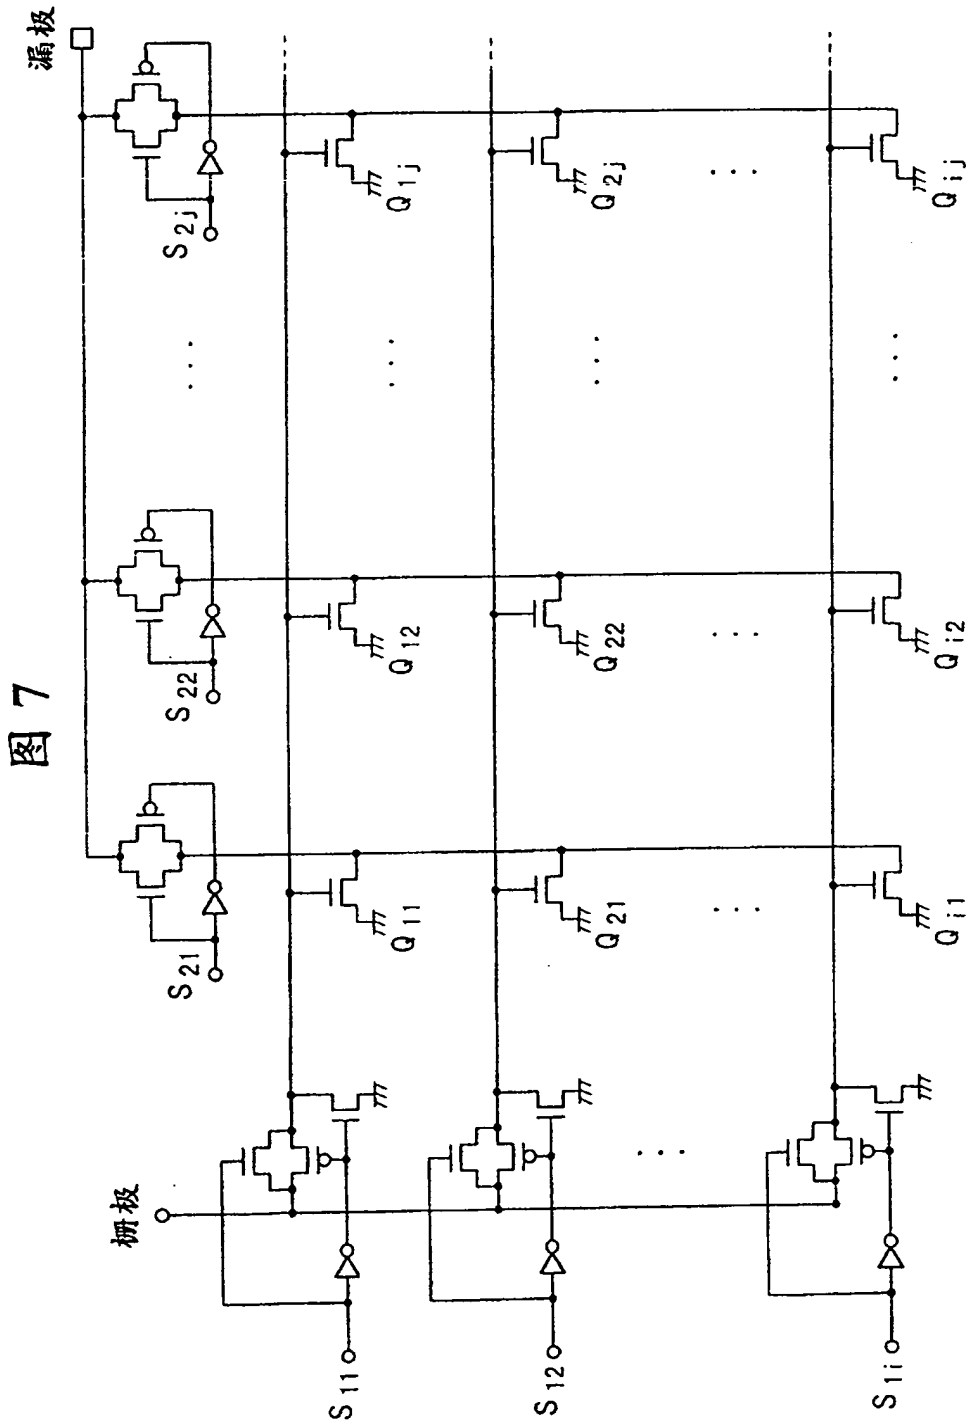 图 7
漏极
栅极
S21
S22
S2j
S11
Q11
Q12
Q1j
S12
Q21
Q22
Q2j
S1i
Qi1
Qi2
Qij